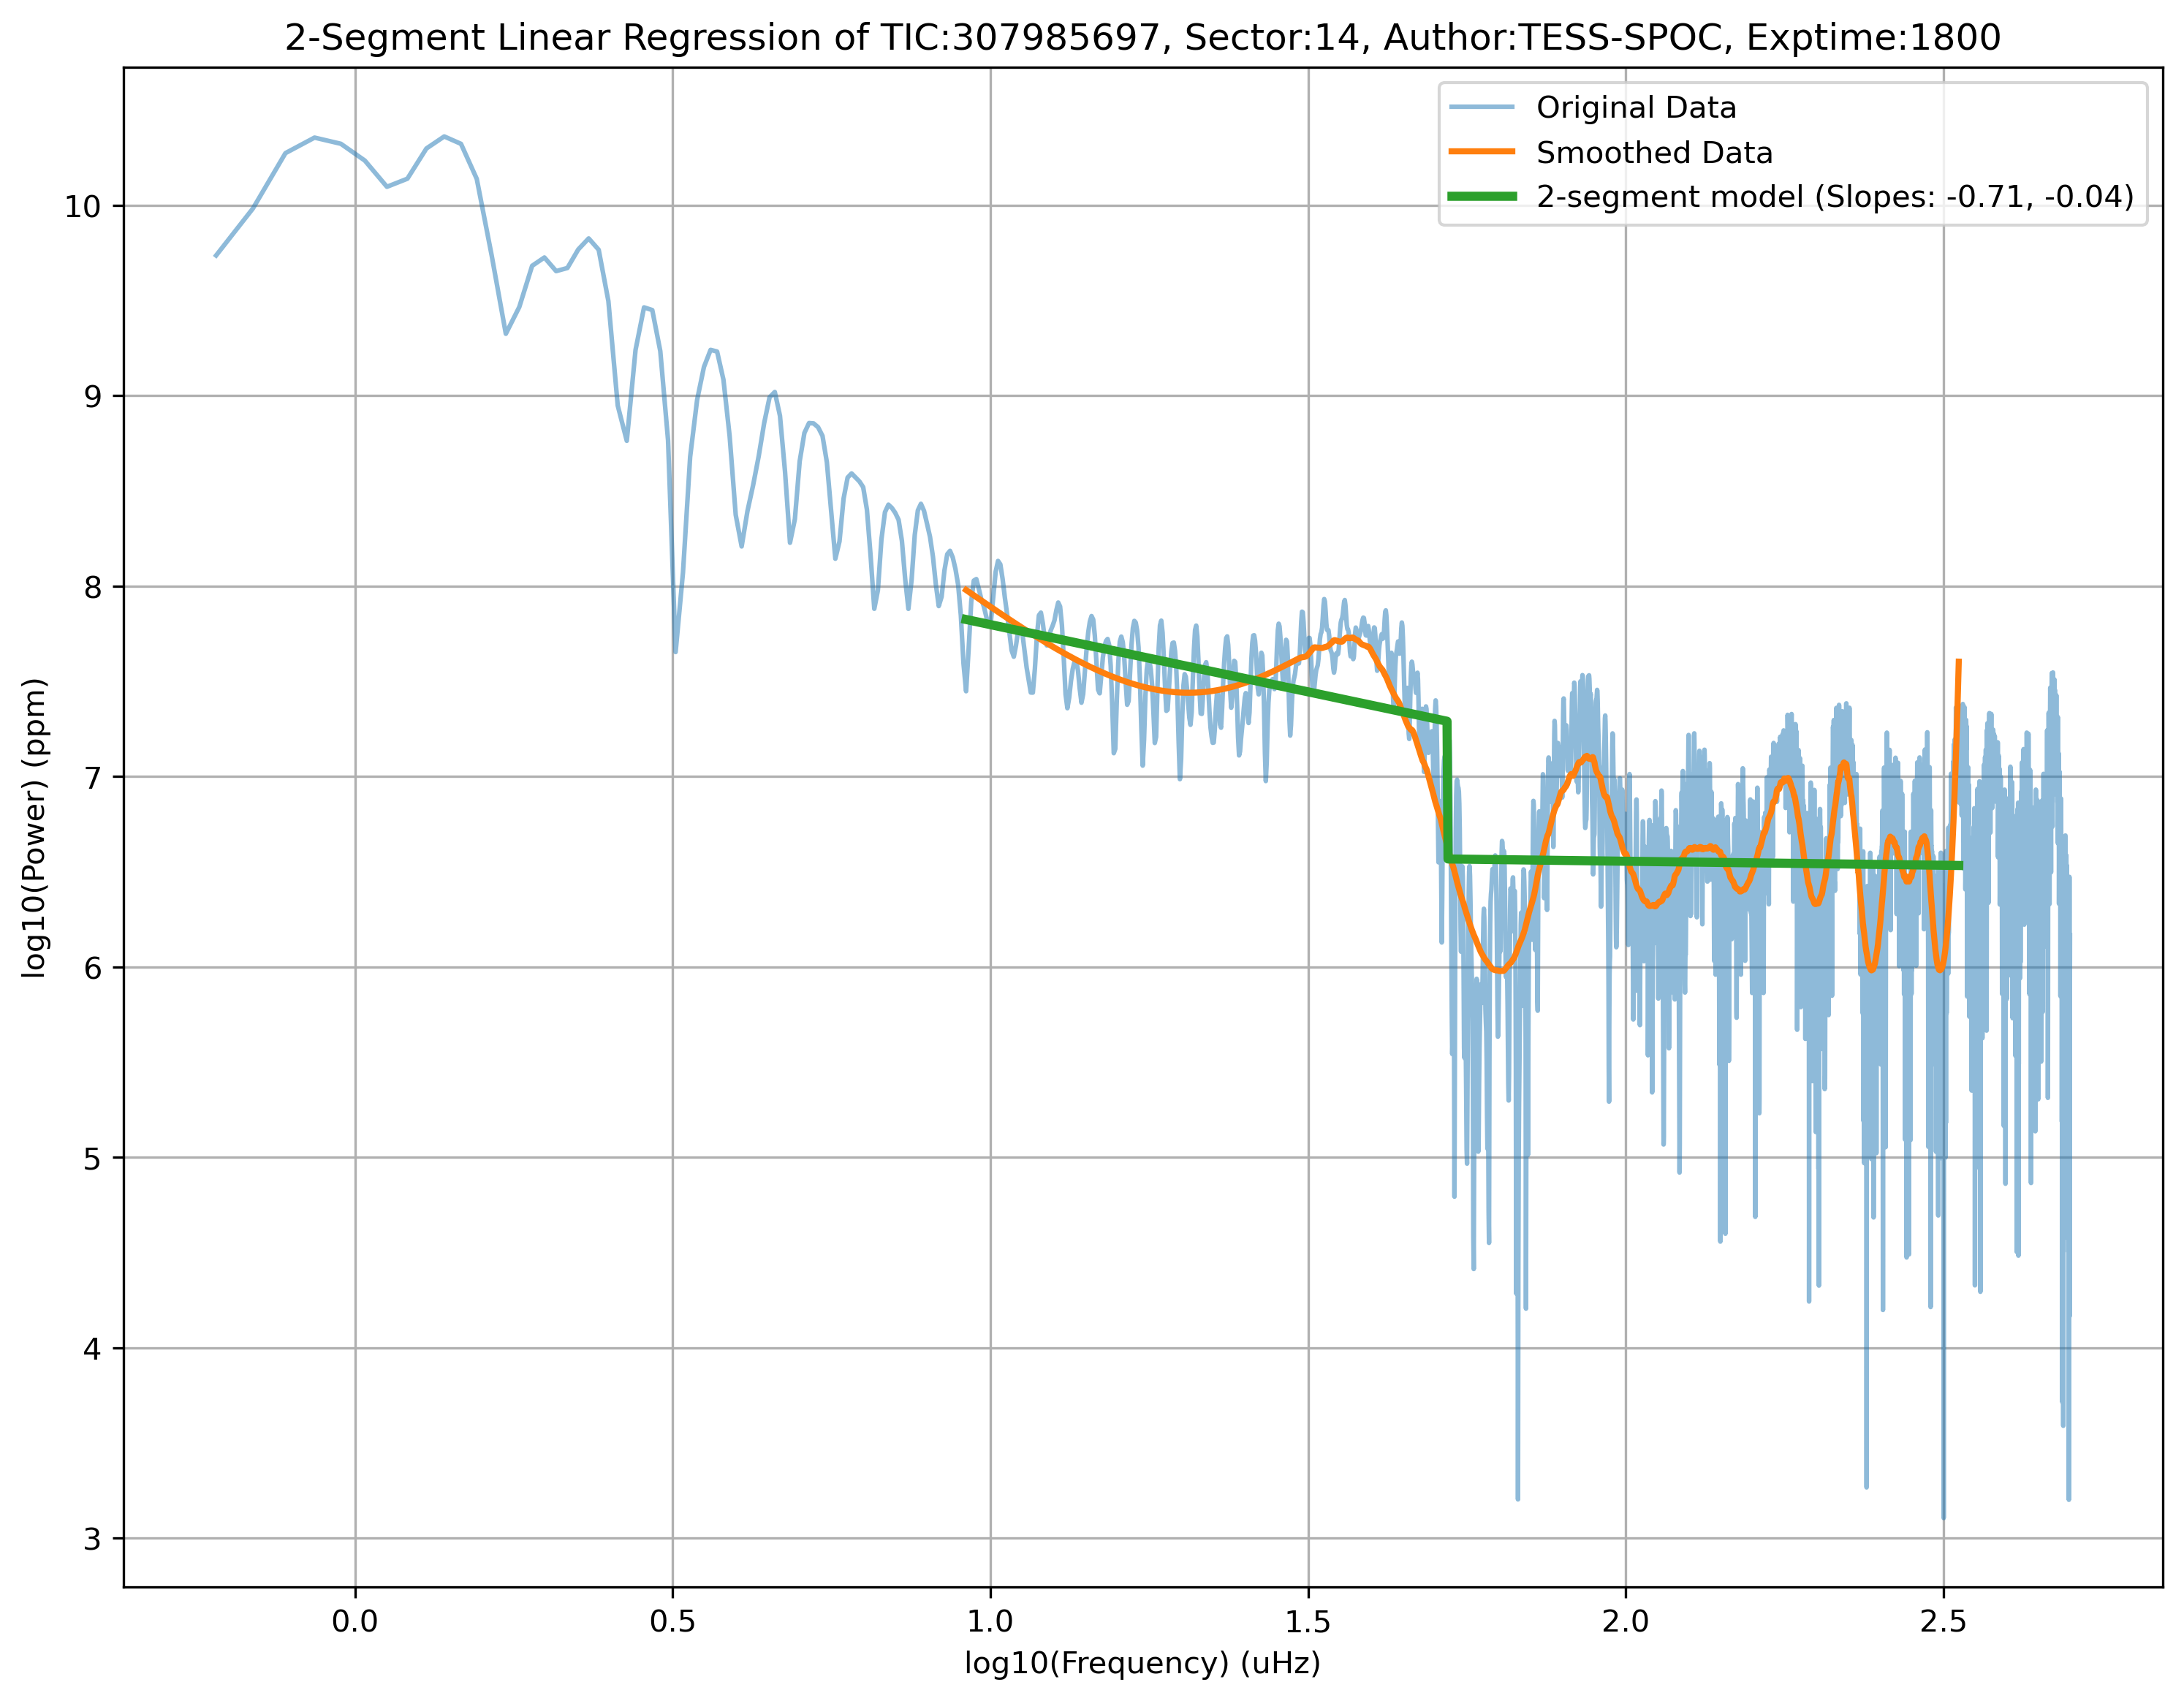 2-Segment Linear Regression of TIC:307985697, Sector:14, Author:TESS-SPOC, Exptime:1800
Original Data
Smoothed Data
2-segment model (Slopes: -0.71, -0.04)
log10(Power) (ppm)
10
9
8
7
6
5
4
3
0.0 0.5 1.0 1.5 2.0 2.5
log10(Frequency) (uHz)